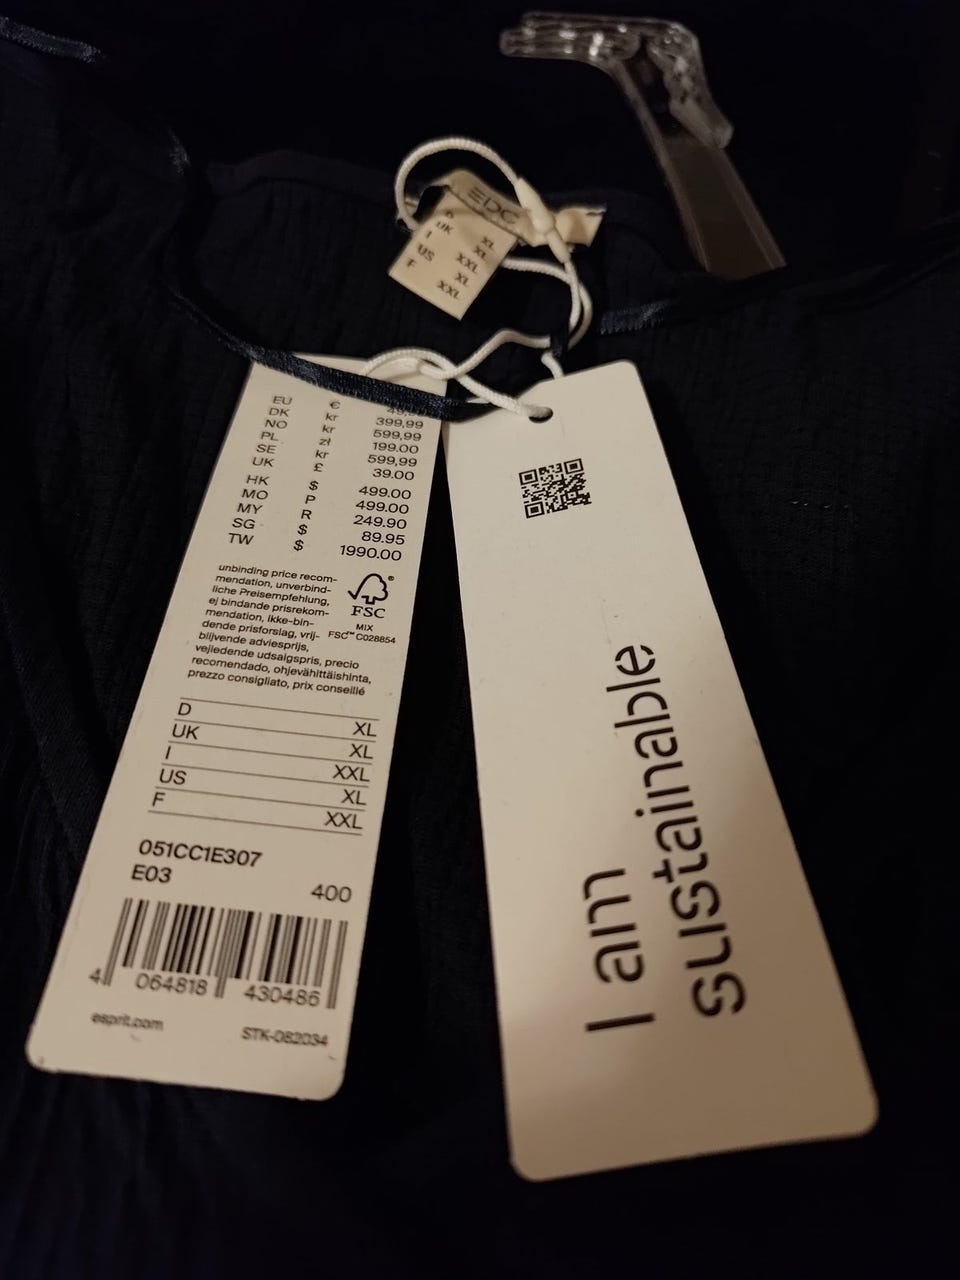 EDC
D XL
UK XL
I XXL
US XL
F XXL
EU € 49,
DK kr 399,99
NO kr 599,99
PL zł 199.00
SE kr 599,99
UK £ 39.00
HK $ 499.00
MO P 499.00
MY R 249.90
SG $ 89.95
TW $ 1990.00
unbinding price recom-
mendation, unverbind-
liche Preisempfehlung,
ej bindande prisrekom-
mendation, ikke-bin-
dende prisforslag, vrij-
blijvende adviesprijs,
vejledende udsalgspris, precio
recomendado, ohjevähittäishinta,
prezzo consigliato, prix conseillé
®
FSC
MIX
FSC™ C028854
D XL
UK XL
I XXL
US XL
F XXL
051CC1E307
E03
400
4 064818 430486
esprit.com
STK-082034
I am
sustainable